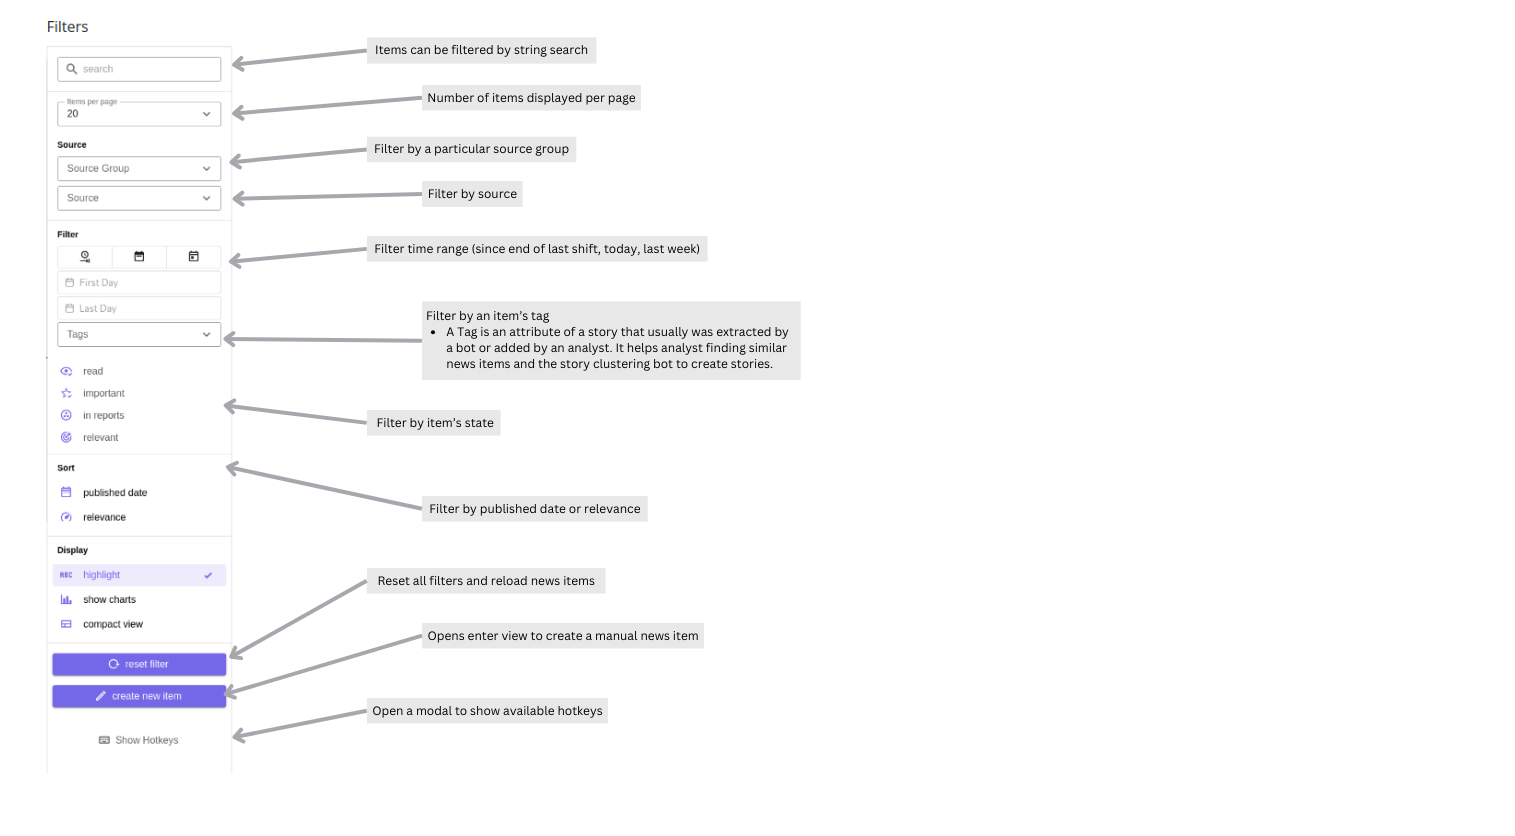 Filters
search
Items can be filtered by string search
Items per page
20
Number of items displayed per page
Source
Source Group
Filter by a particular source group
Source
Filter by source
Filter
Filter time range (since end of last shift, today, last week)
First Day
Last Day
Tags
Filter by an item's tag
• A Tag is an attribute of a story that usually was extracted by
a bot or added by an analyst. It helps analyst finding similar
news items and the story clustering bot to create stories.
read
important
in reports
relevant
Filter by item's state
Sort
published date
relevance
Filter by published date or relevance
Display
ABC highlight
show charts
compact view
Reset all filters and reload news items
reset filter
Opens enter view to create a manual news item
create new item
Open a modal to show available hotkeys
Show Hotkeys